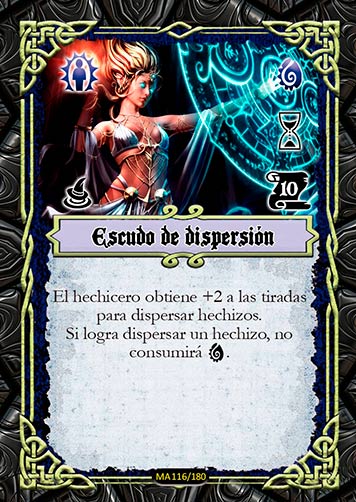 10
Escudo de dispersión
El hechicero obtiene +2 a las tiradas
para dispersar hechizos.
Si logra dispersar un hechizo, no
consumirá .
MA116/180